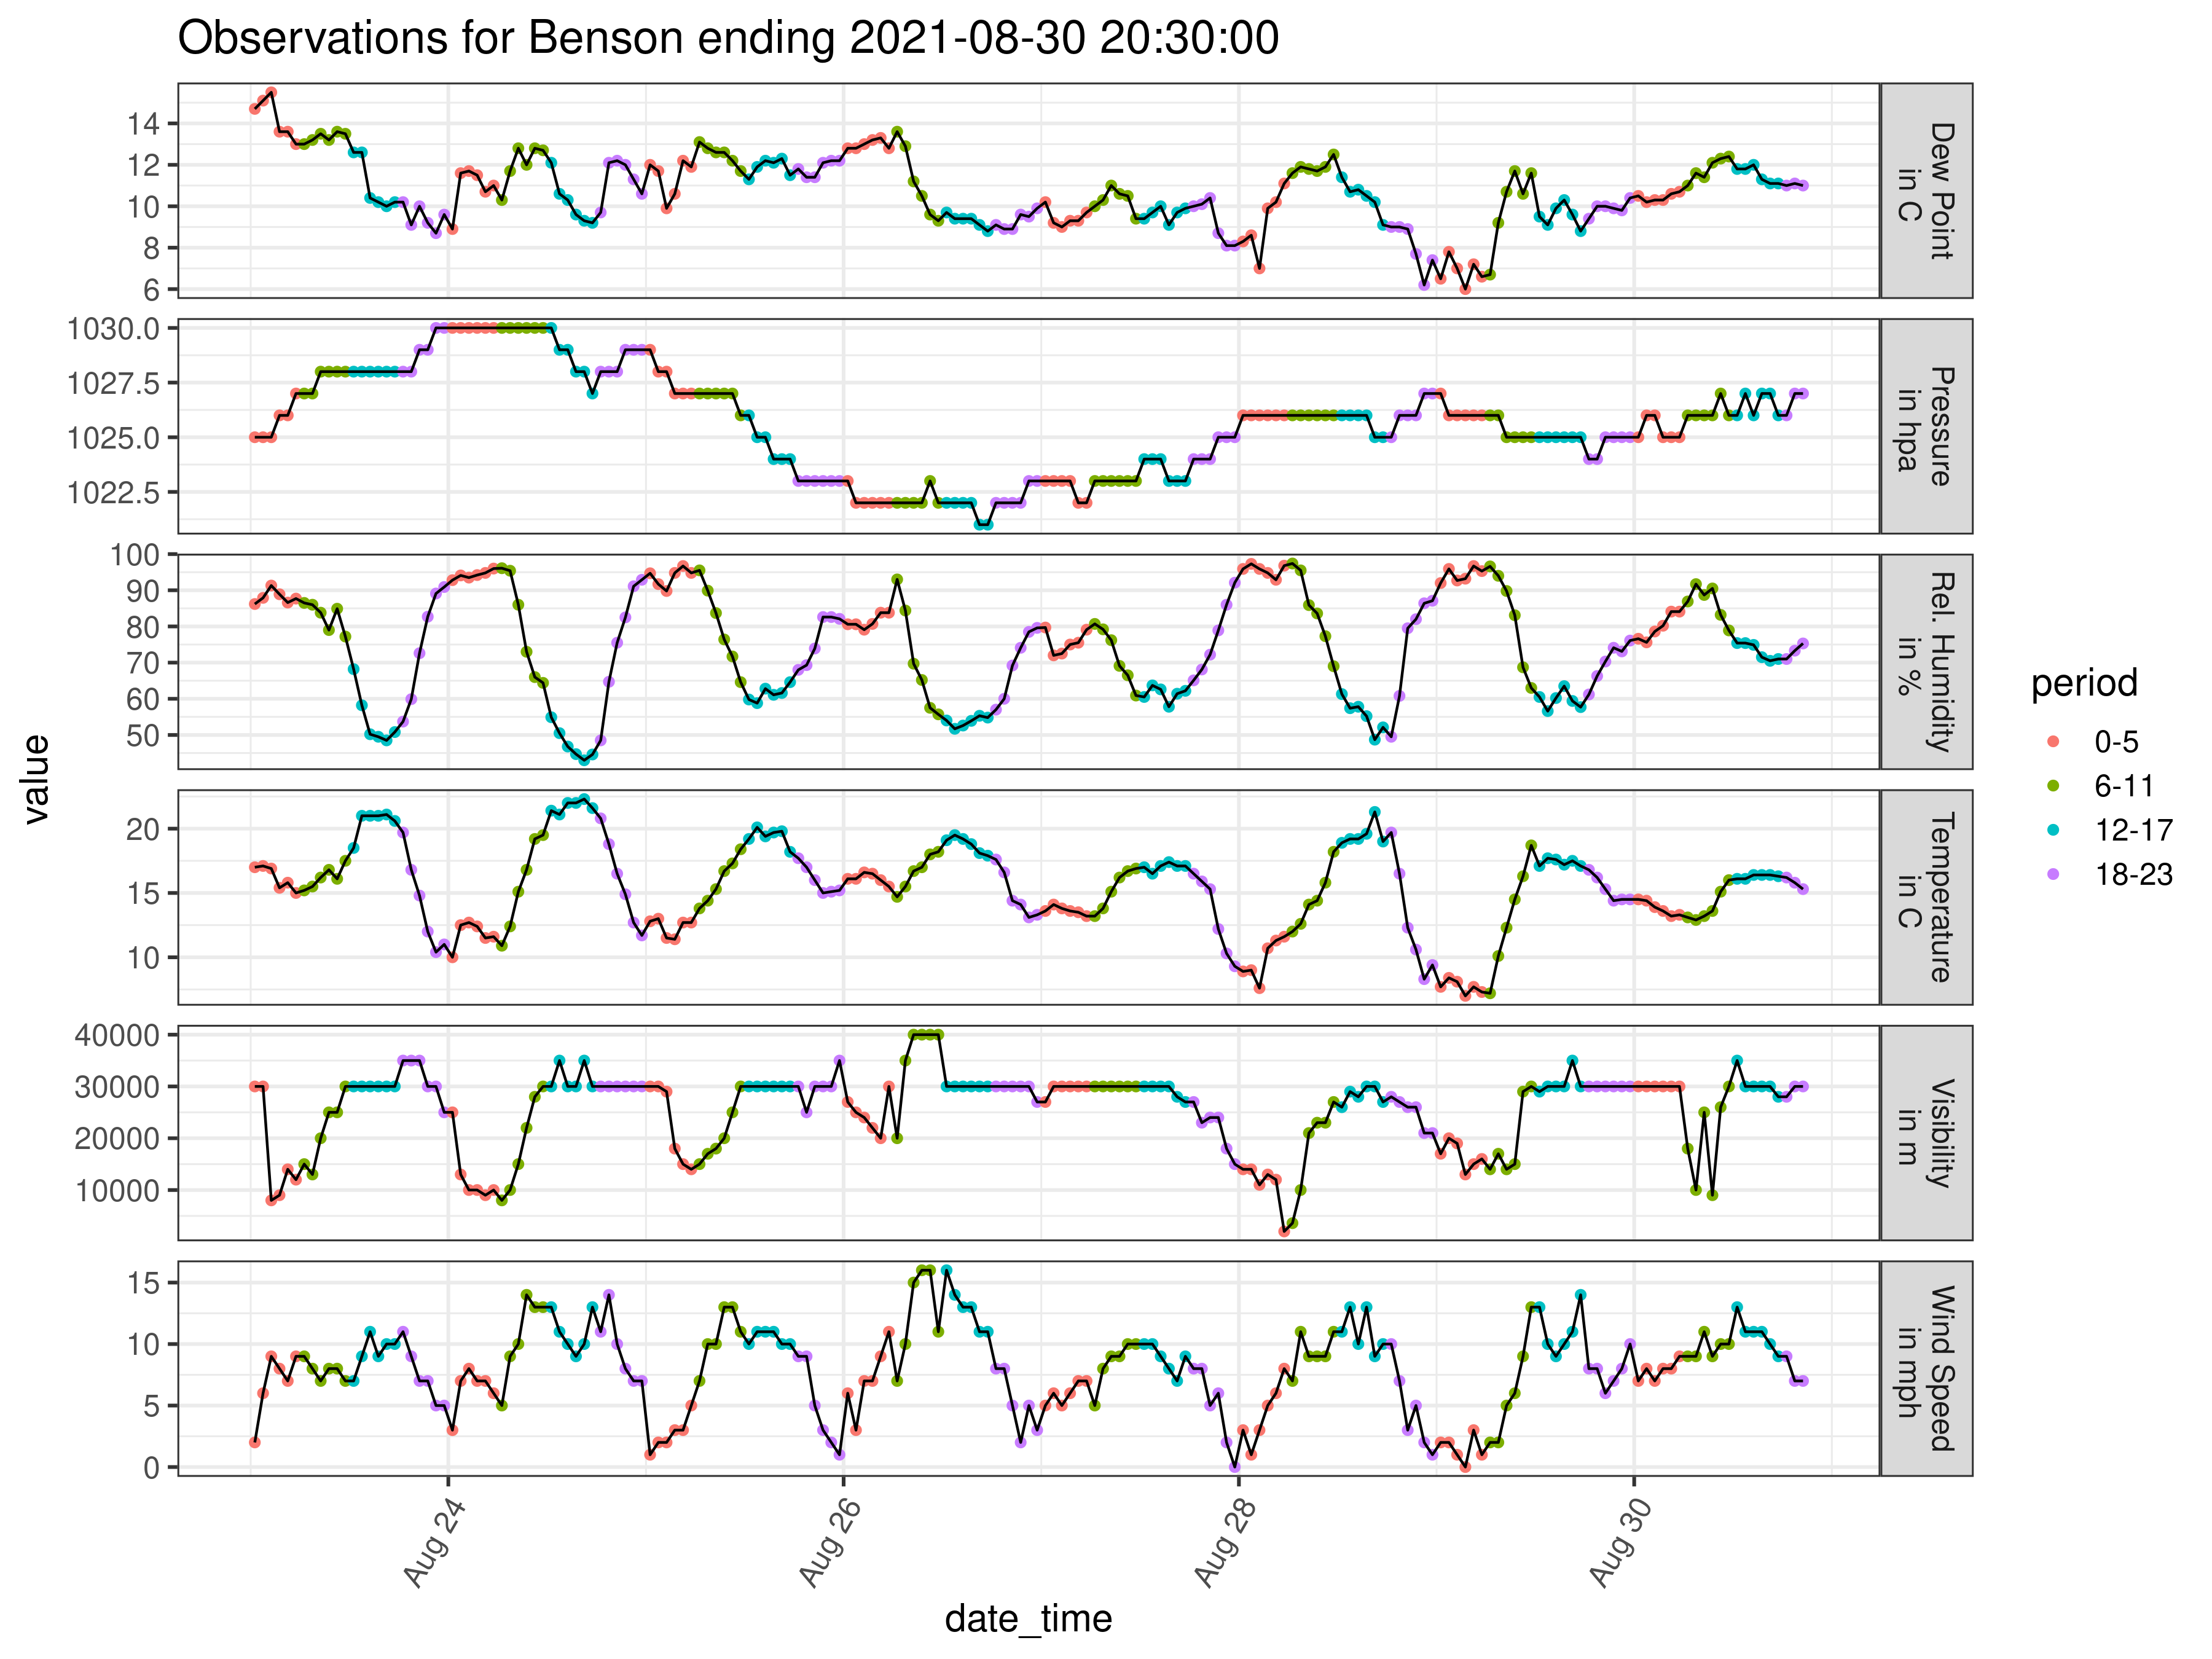 Observations for Benson ending 2021-08-30 20:30:00
14
12
10
8
6
Dew Point
in C
1030.0
1027.5
1025.0
1022.5
Pressure
in hpa
100
90
80
70
60
50
Rel. Humidity
in %
20
15
10
Temperature
in C
40000
30000
20000
10000
Visibility
in m
15
10
5
0
Wind Speed
in mph
value
Aug 24
Aug 26
Aug 28
Aug 30
date_time
period
0-5
6-11
12-17
18-23